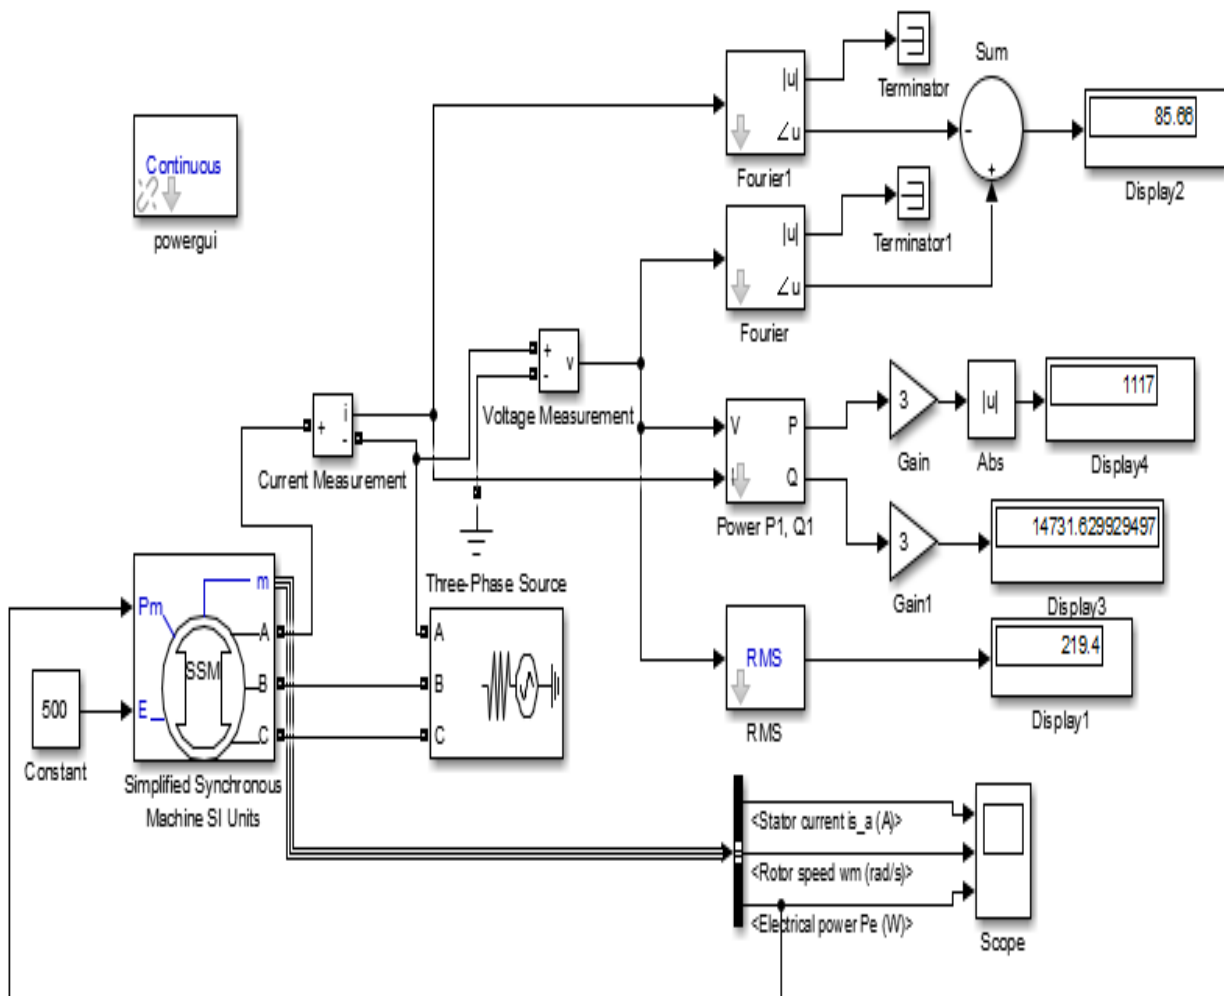 |u|
∠u
Fourier1
Terminator
Sum
-
+
85.66
Display2
Continuous
powergui
|u|
∠u
Fourier
Terminator1
+
-
v
Voltage Measurement
+
i
-
Current Measurement
V
I
P
Q
Power P1, Q1
3
Gain
|u|
Abs
1117
Display4
3
Gain1
14731.629929497
Display3
RMS
RMS
219.4
Display1
Pm
E
SSM
m
A
B
C
Simplified Synchronous
Machine SI Units
500
Constant
Three-Phase Source
A
B
C
<Stator current is_a (A)>
<Rotor speed wm (rad/s)>
<Electrical power Pe (W)>
Scope